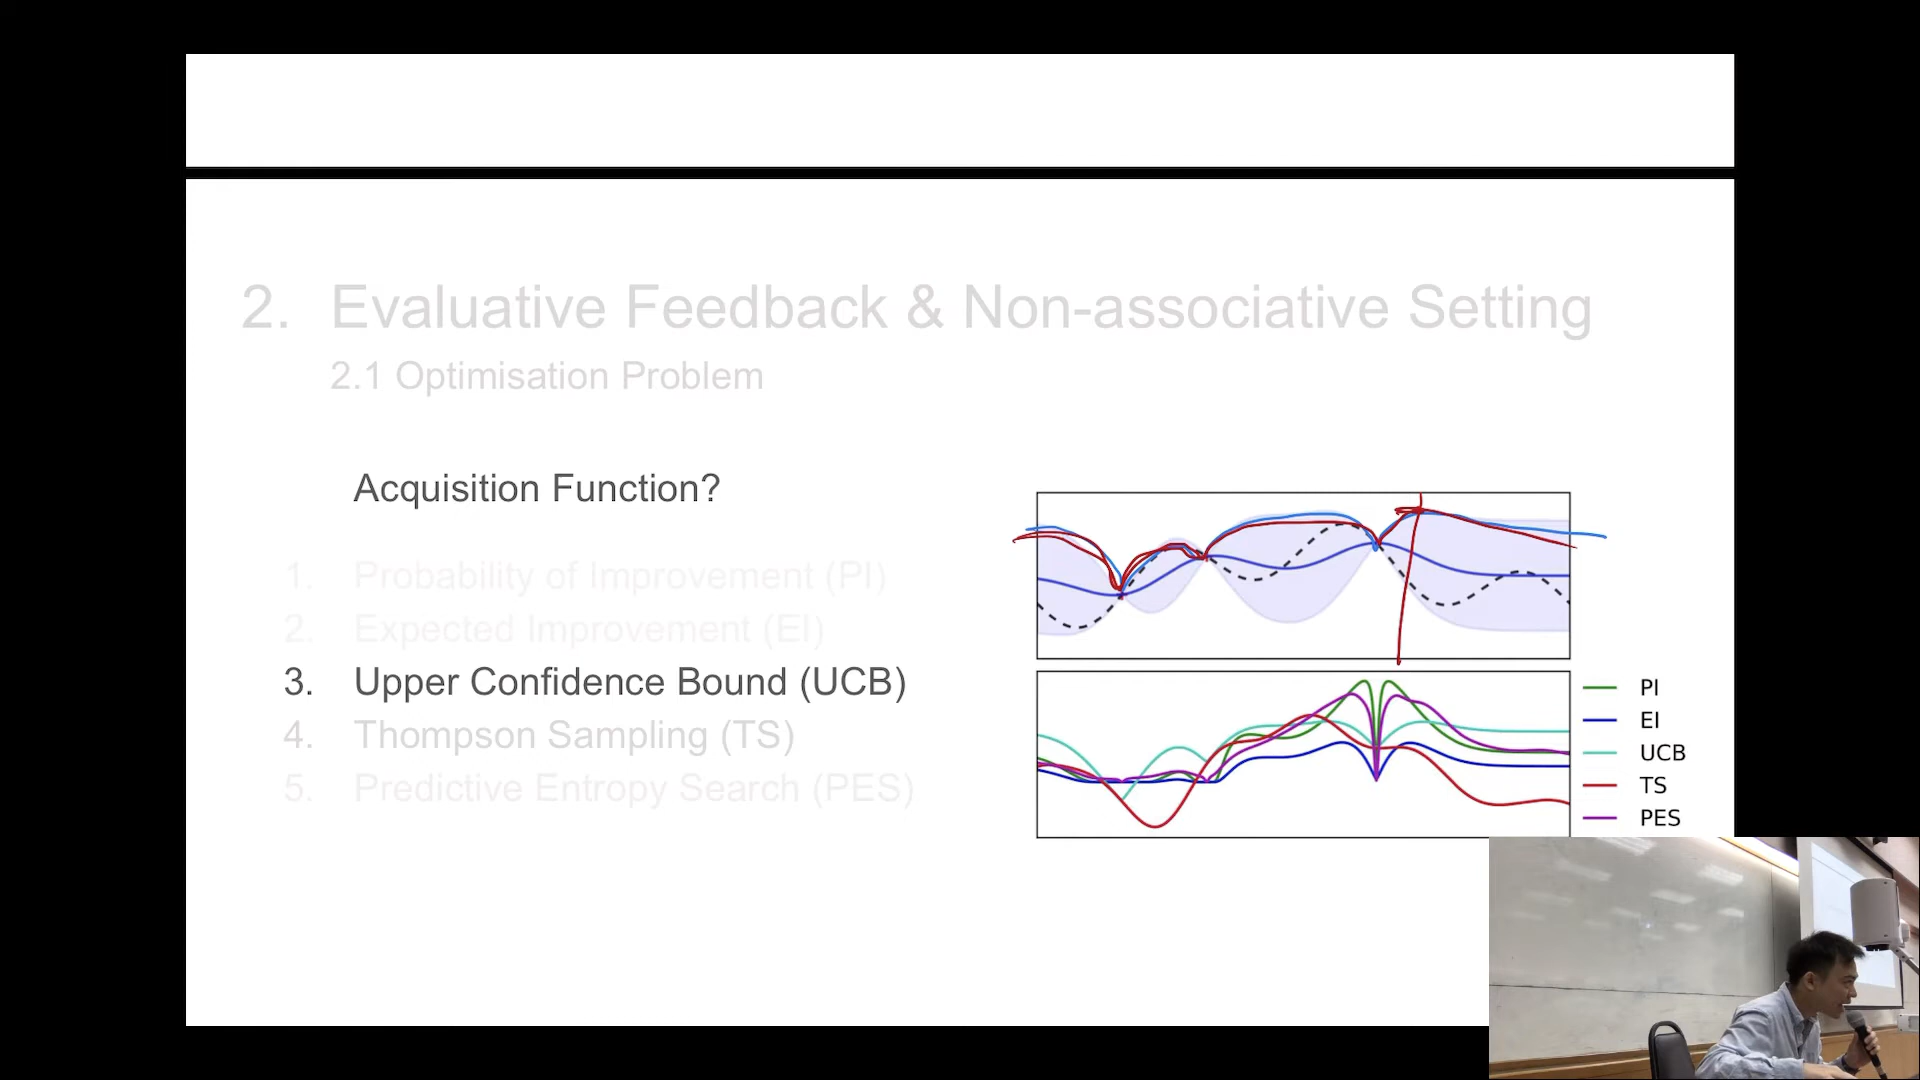 2. Evaluative Feedback & Non-associative Setting
2.1 Optimisation Problem
Acquisition Function?
1. Probability of Improvement (PI)
2. Expected Improvement (EI)
3. Upper Confidence Bound (UCB)
4. Thompson Sampling (TS)
5. Predictive Entropy Search (PES)
PI
EI
UCB
TS
PES